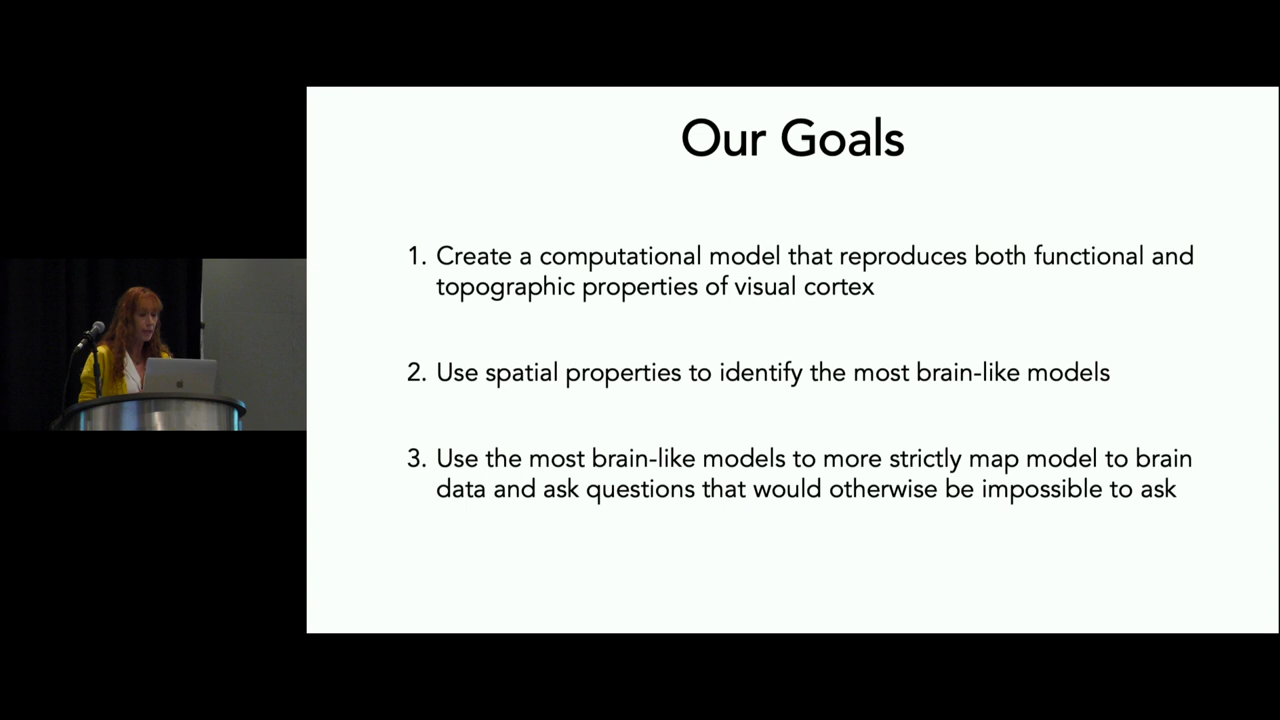 Our Goals
1. Create a computational model that reproduces both functional and
topographic properties of visual cortex
2. Use spatial properties to identify the most brain-like models
3. Use the most brain-like models to more strictly map model to brain
data and ask questions that would otherwise be impossible to ask